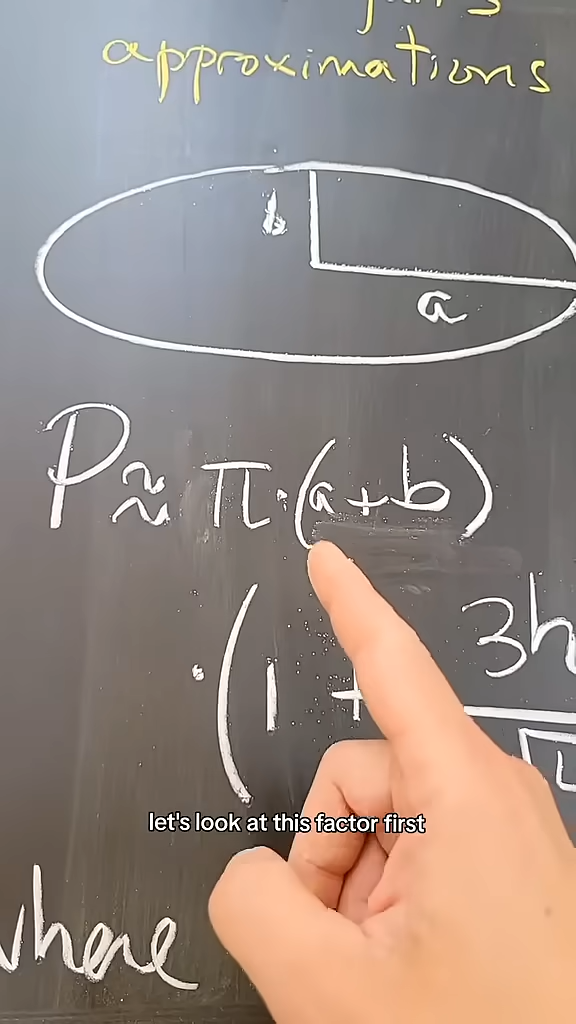 approximations
b
a
P ≈ π·(a+b)
·(1 + 3h
let's look at this factor first
where